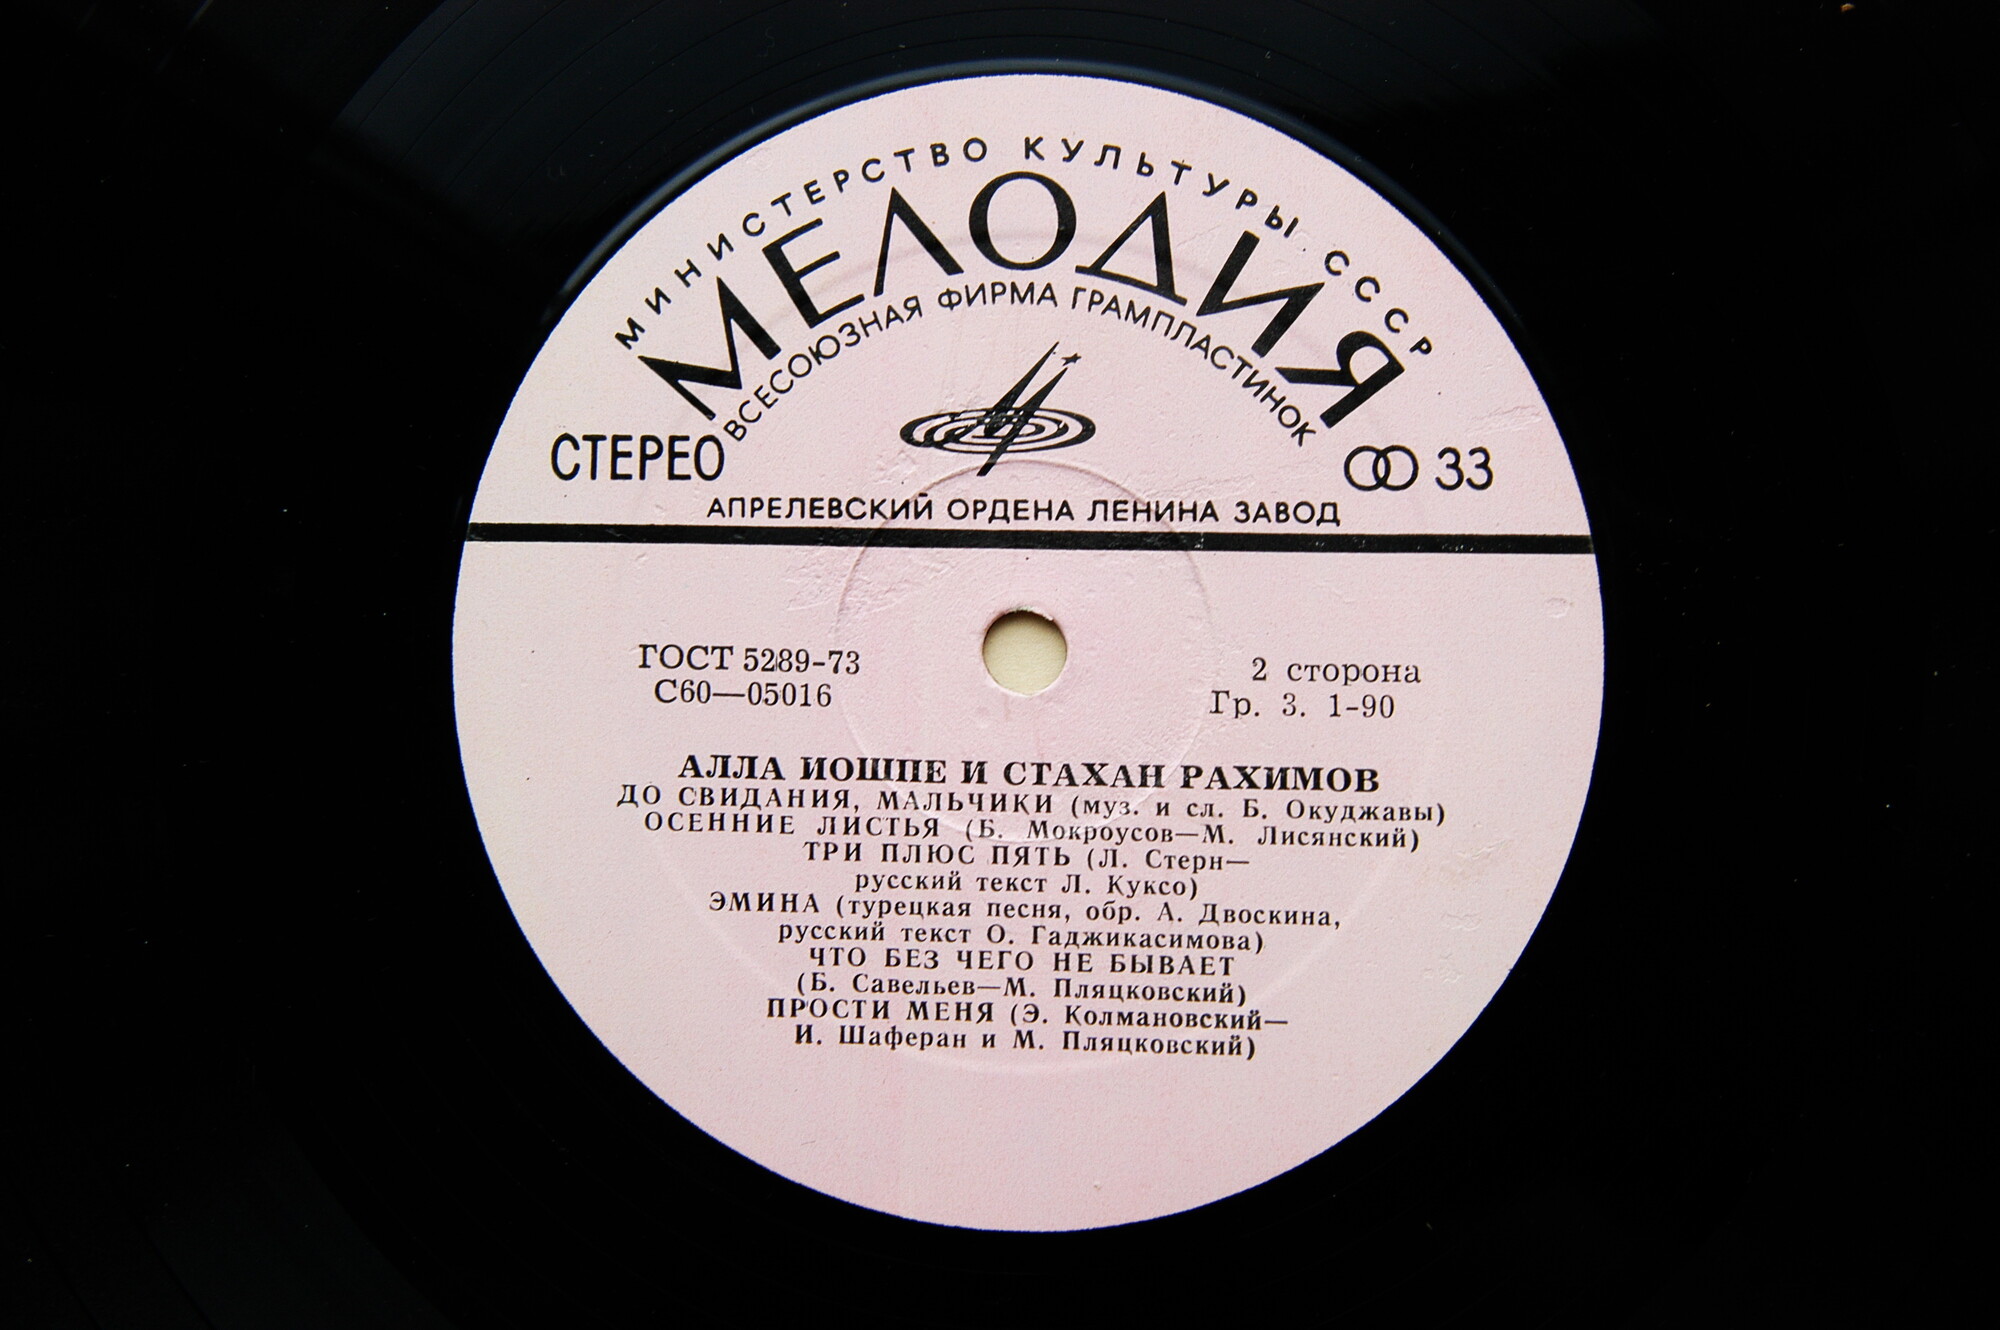 МИНИСТЕРСТВО КУЛЬТУРЫ СССР
МЕЛОДИЯ
ВСЕСОЮЗНАЯ ФИРМА ГРАМПЛАСТИНОК
СТЕРЕО
33
АПРЕЛЕВСКИЙ ОРДЕНА ЛЕНИНА ЗАВОД
ГОСТ 5289-73
С60—05016
2 сторона
Гр. 3. 1-90
АЛЛА ИОШПЕ И СТАХАН РАХИМОВ
ДО СВИДАНИЯ, МАЛЬЧИКИ (муз. и сл. Б. Окуджавы)
ОСЕННИЕ ЛИСТЬЯ (Б. Мокроусов—М. Лисянский)
ТРИ ПЛЮС ПЯТЬ (Л. Стерн—
русский текст Л. Куксо)
ЭМИНА (турецкая песня, обр. А. Двоскина,
русский текст О. Гаджикасимова)
ЧТО БЕЗ ЧЕГО НЕ БЫВАЕТ
(Б. Савельев—М. Пляцковский)
ПРОСТИ МЕНЯ (Э. Колмановский—
И. Шаферан и М. Пляцковский)